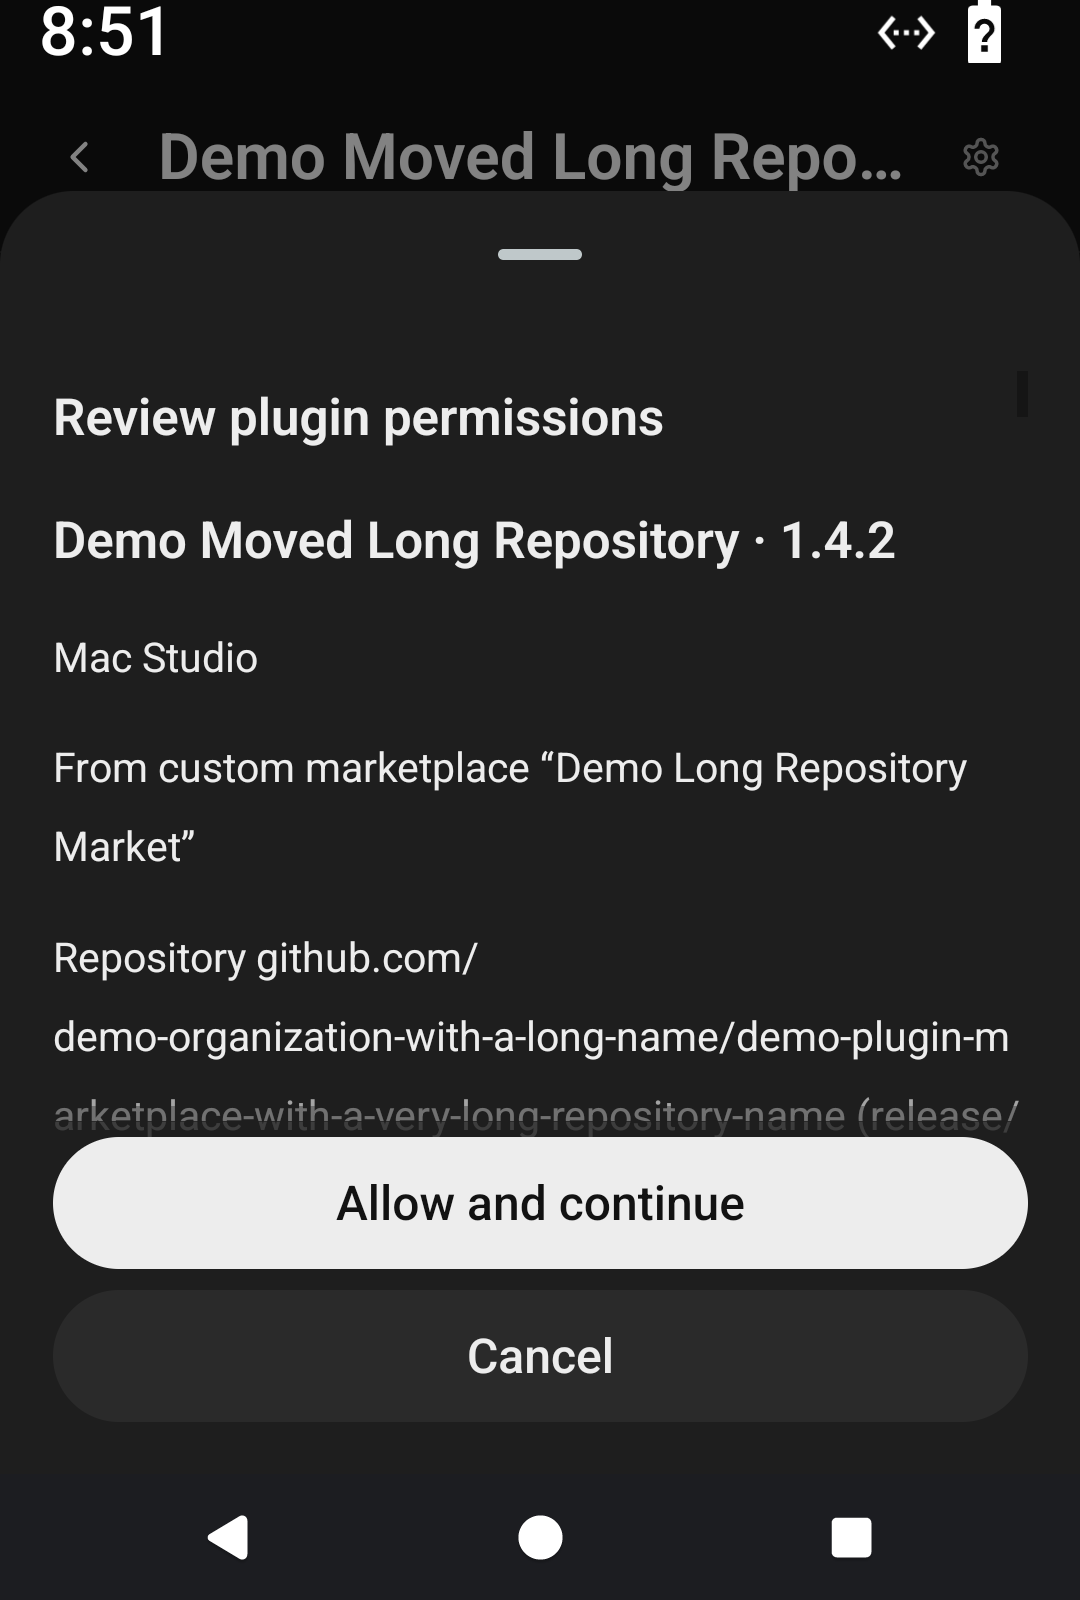 8:51
Demo Moved Long Repo…
Review plugin permissions
Demo Moved Long Repository · 1.4.2
Mac Studio
From custom marketplace “Demo Long Repository
Market”
Repository github.com/
demo-organization-with-a-long-name/demo-plugin-m
arketplace-with-a-very-long-repository-name (release/
Allow and continue
Cancel